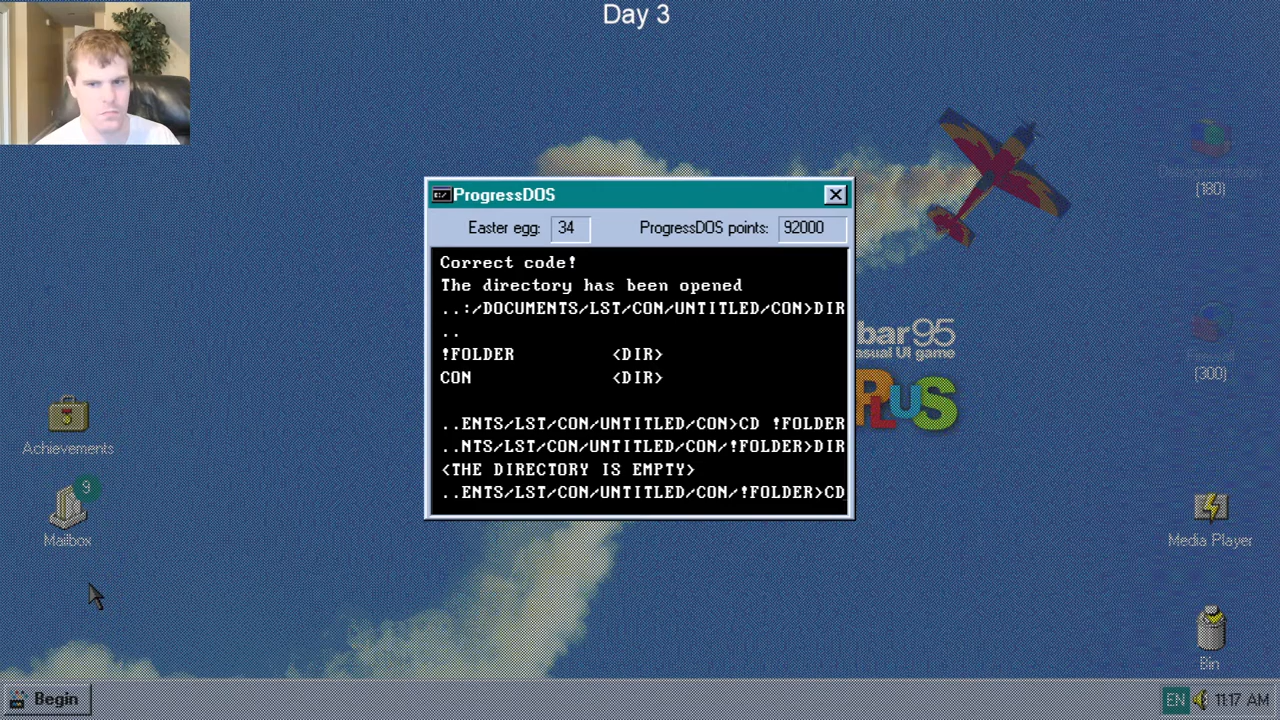 Day 3
ProgressDOS
Easter egg: 34 ProgressDOS points: 92000
Correct code!
The directory has been opened
..:/DOCUMENTS/LST/CON/UNTITLED/CON>DIR
..
!FOLDER <DIR>
CON <DIR>
..ENTS/LST/CON/UNTITLED/CON>CD !FOLDER
..NTS/LST/CON/UNTITLED/CON/!FOLDER>DIR
<THE DIRECTORY IS EMPTY>
..ENTS/LST/CON/UNTITLED/CON/!FOLDER>CD
(180)
bar95
asual UI game
PLUS
(300)
Achievements
9
Mailbox
Media Player
Bin
Begin
EN 11:17 AM